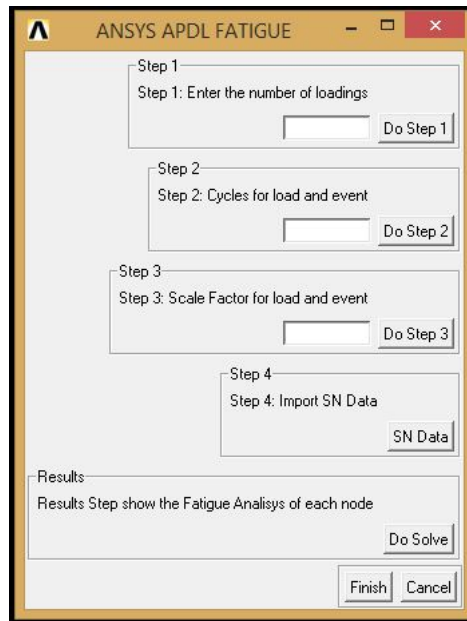 ANSYS APDL FATIGUE
Step 1
Step 1: Enter the number of loadings
Do Step 1
Step 2
Step 2: Cycles for load and event
Do Step 2
Step 3
Step 3: Scale Factor for load and event
Do Step 3
Step 4
Step 4: Import SN Data
SN Data
Results
Results Step show the Fatigue Analisys of each node
Do Solve
Finish Cancel